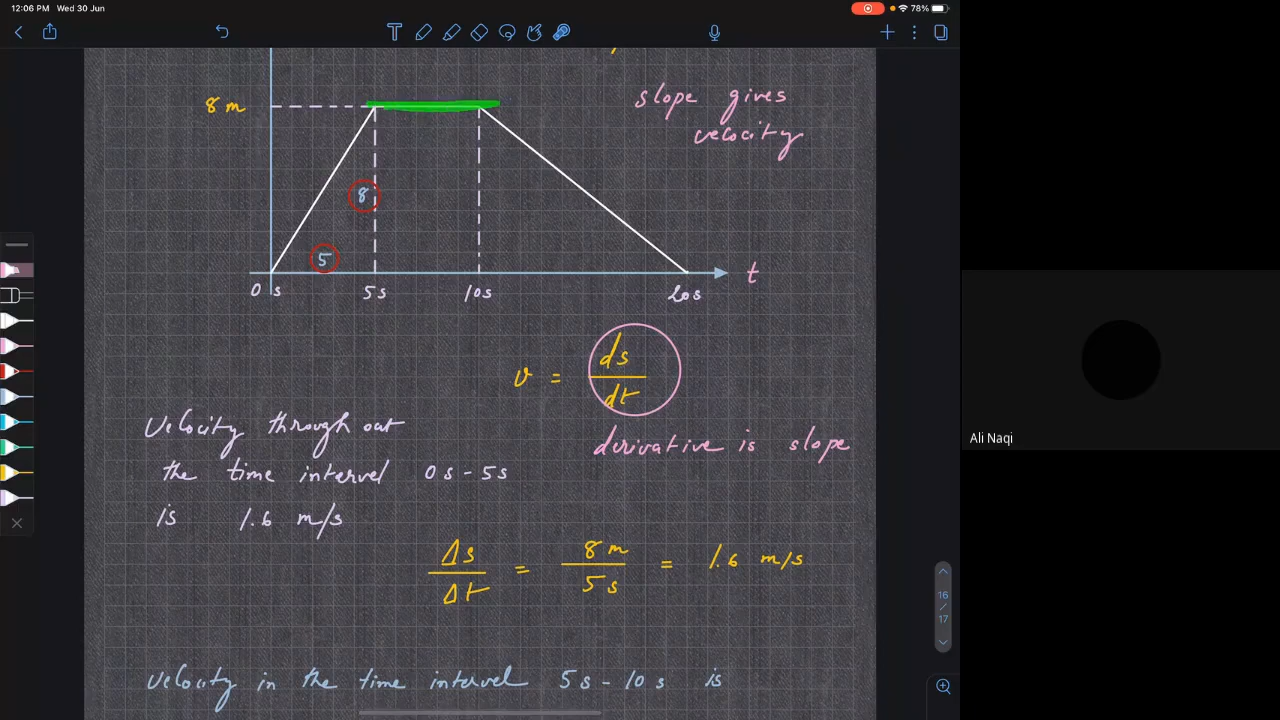 12:06 PM Wed 30 Jun
78%
8 m
slope gives
velocity
8
5
t
0 s
5 s
10 s
20 s
v = ds/dt
derivative is slope
Velocity through out
the time interval 0 s - 5 s
is 1.6 m/s
Δs/Δt = 8 m/5 s = 1.6 m/s
Velocity in the time interval 5 s - 10 s is
16
/
17
Ali Naqi